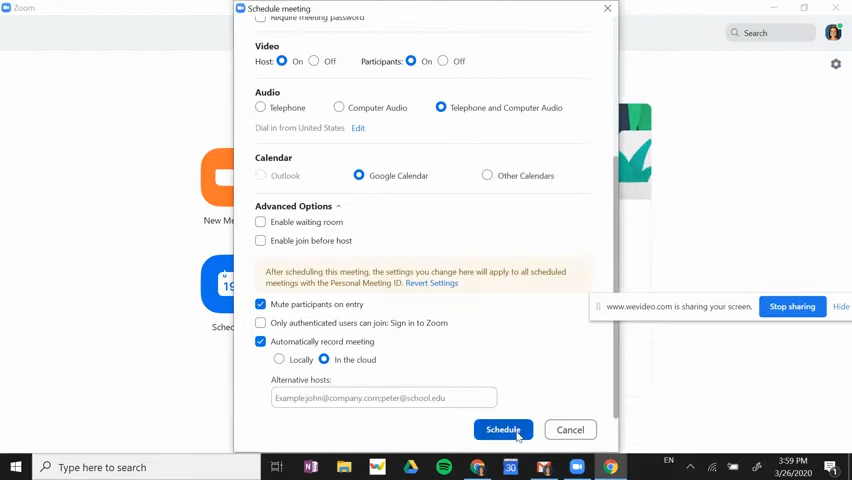 Zoom
Schedule meeting
Search
Require meeting password
Video
Host: On Off Participants: On Off
Audio
Telephone Computer Audio Telephone and Computer Audio
Dial in from United States Edit
Calendar
Outlook Google Calendar Other Calendars
New Me
Advanced Options
Enable waiting room
Enable join before host
After scheduling this meeting, the settings you change here will apply to all scheduled
meetings with the Personal Meeting ID. Revert Settings
19
Mute participants on entry
www.wevideo.com is sharing your screen. Stop sharing Hide
Sched
Only authenticated users can join: Sign in to Zoom
Automatically record meeting
Locally In the cloud
Alternative hosts:
Example:john@company.com;peter@school.edu
Schedule Cancel
Type here to search
30
EN
3:59 PM
3/26/2020
1